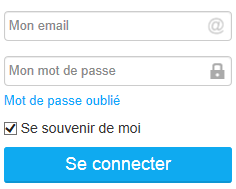 Mon email @
Mon mot de passe
Mot de passe oublié
Se souvenir de moi
Se connecter